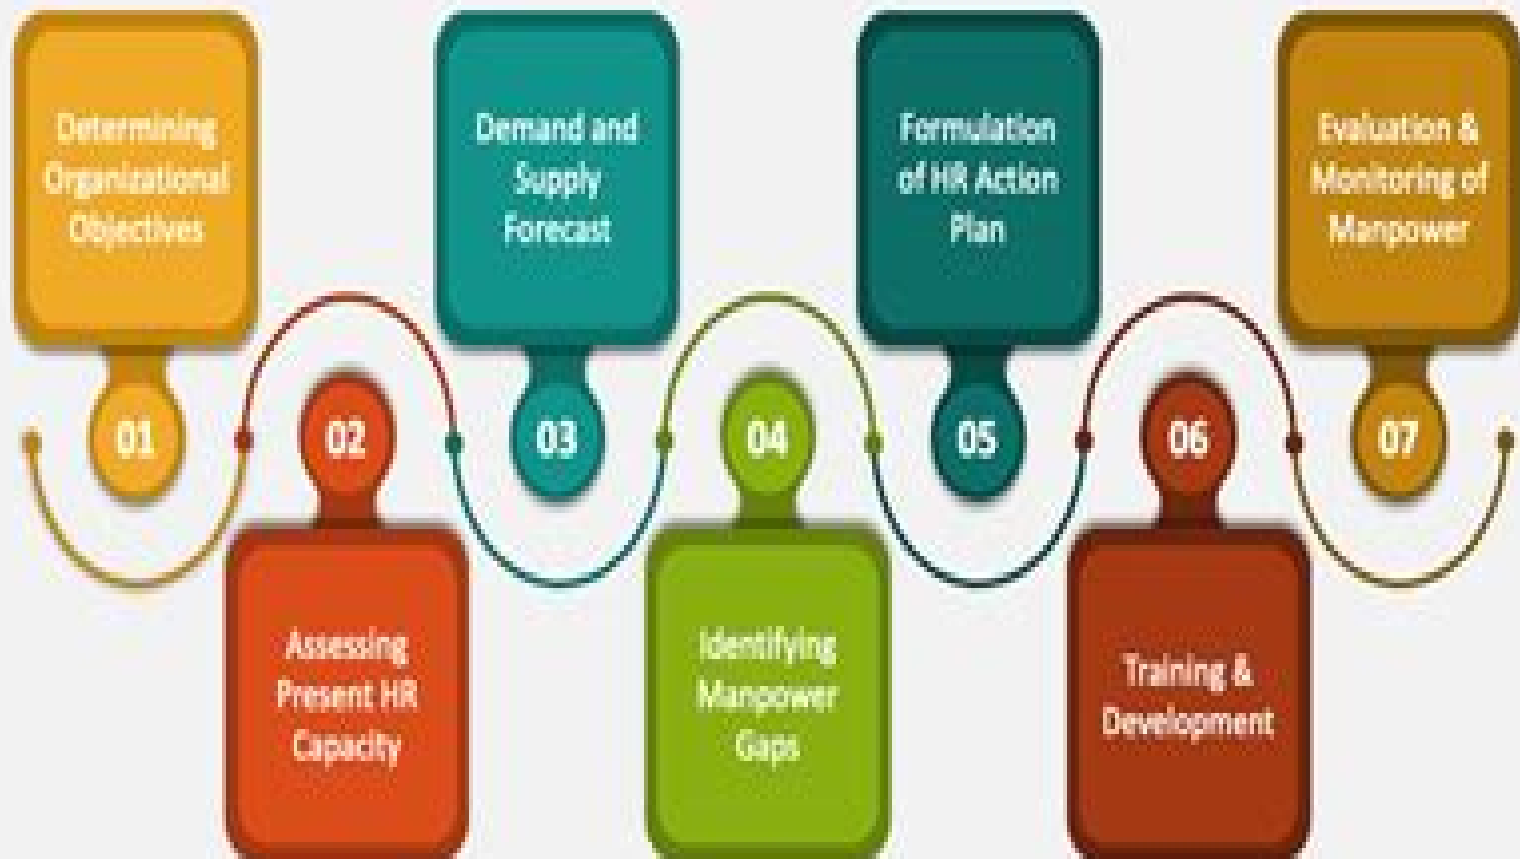 01
Determining
Organizational
Objectives
02
Assessing
Present HR
Capacity
03
Demand and
Supply
Forecast
04
Identifying
Manpower
Gaps
05
Formulation
of HR Action
Plan
06
Training &
Development
07
Evaluation &
Monitoring of
Manpower